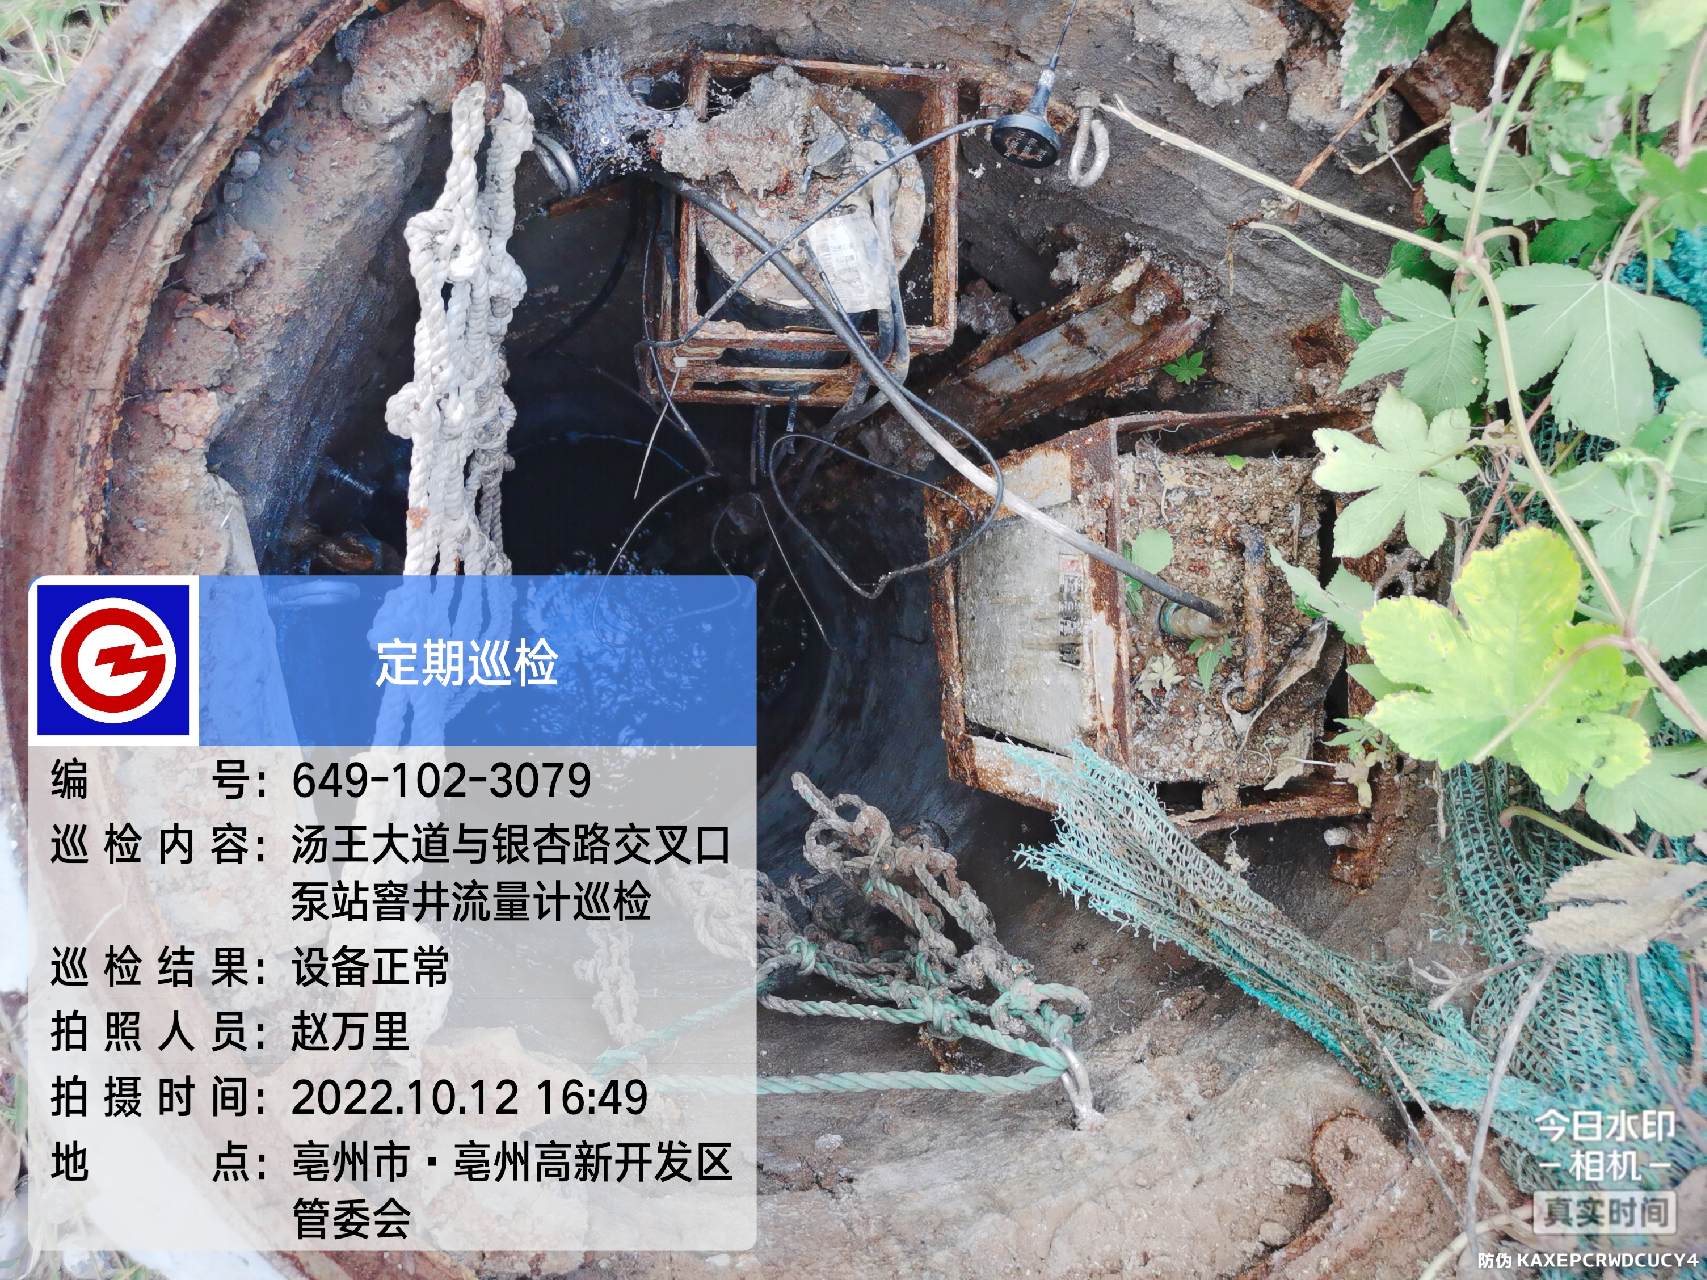 定期巡检
编号：649-102-3079
巡检内容：汤王大道与银杏路交叉口
泵站窨井流量计巡检
巡检结果：设备正常
拍照人员：赵万里
拍摄时间：2022.10.12 16:49
地点：亳州市·亳州高新开发区
管委会
今日水印
-相机-
真实时间
防伪 KAXEPCRWDCUCY4